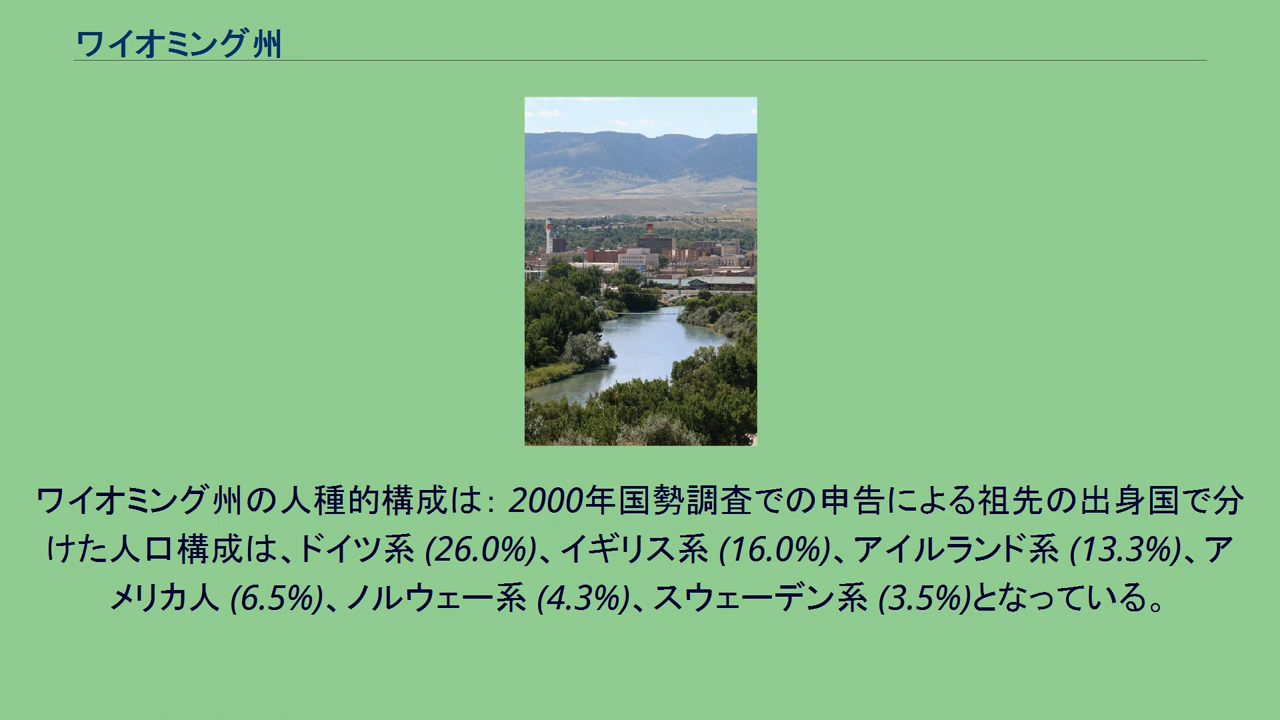 ワイオミング州
ワイオミング州の人種的構成は： 2000年国勢調査での申告による祖先の出身国で分
けた人口構成は、ドイツ系 (26.0%)、イギリス系 (16.0%)、アイルランド系 (13.3%)、ア
メリカ人 (6.5%)、ノルウェー系 (4.3%)、スウェーデン系 (3.5%)となっている。